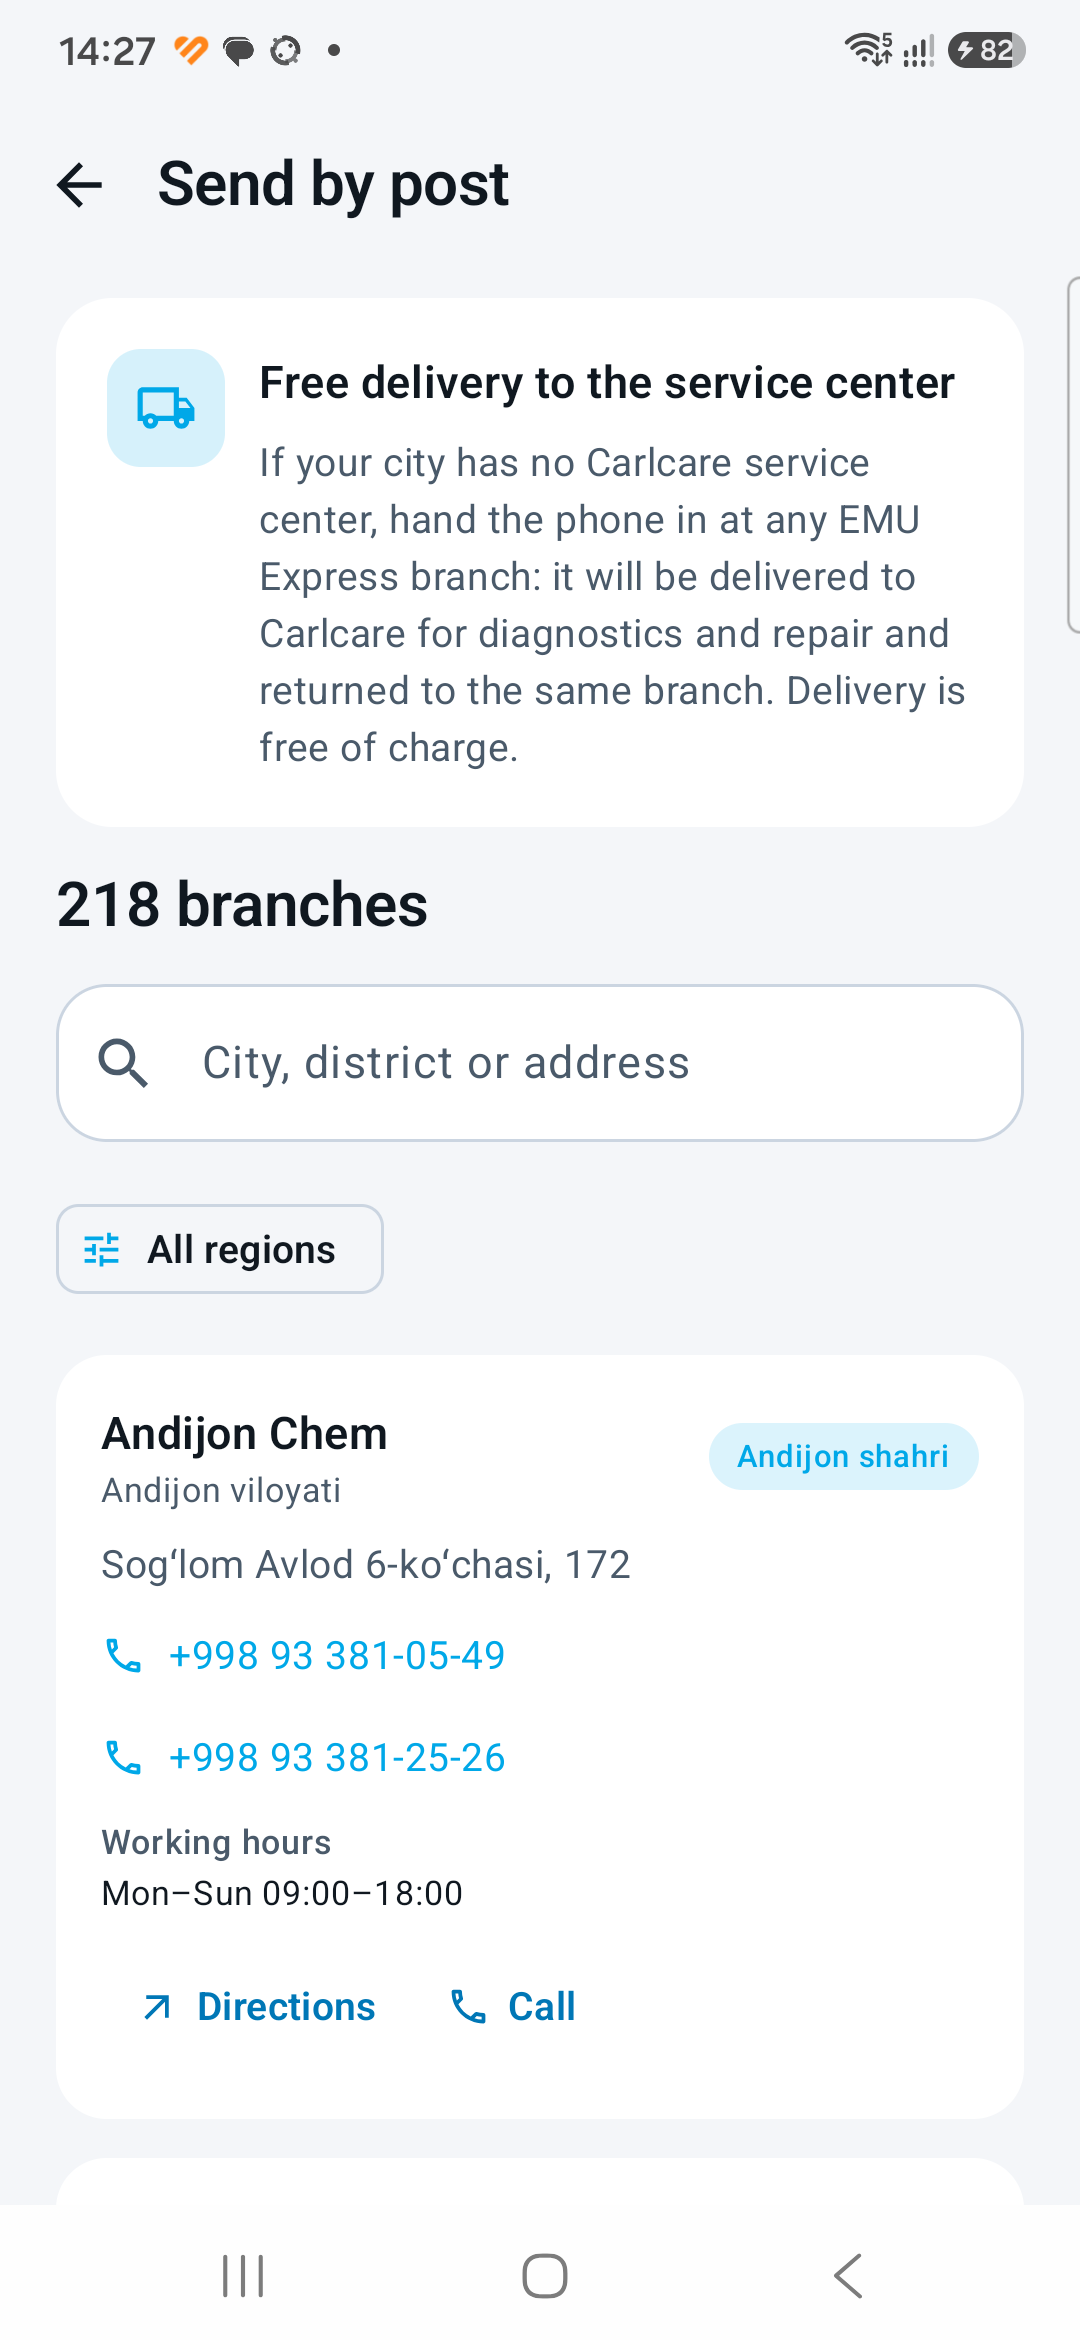 14:27
82
Send by post
Free delivery to the service center
If your city has no Carlcare service
center, hand the phone in at any EMU
Express branch: it will be delivered to
Carlcare for diagnostics and repair and
returned to the same branch. Delivery is
free of charge.
218 branches
City, district or address
All regions
Andijon Chem
Andijon shahri
Andijon viloyati
Sog‘lom Avlod 6-ko‘chasi, 172
+998 93 381-05-49
+998 93 381-25-26
Working hours
Mon–Sun 09:00–18:00
Directions
Call